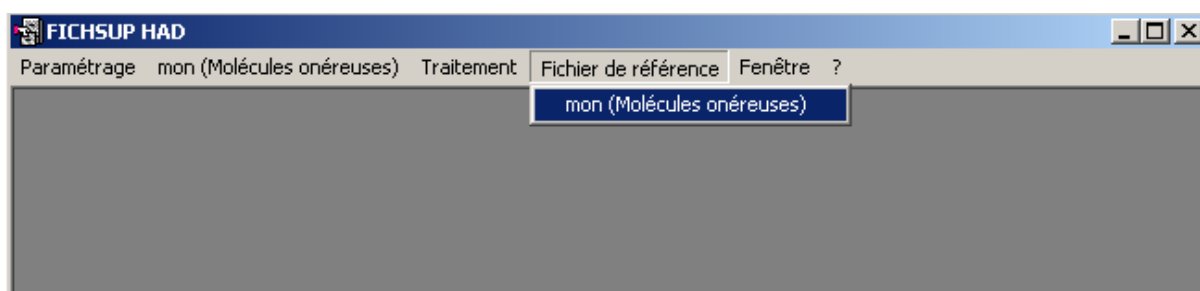 FICHSUP HAD
Paramétrage mon (Molécules onéreuses) Traitement Fichier de référence Fenêtre ?
mon (Molécules onéreuses)